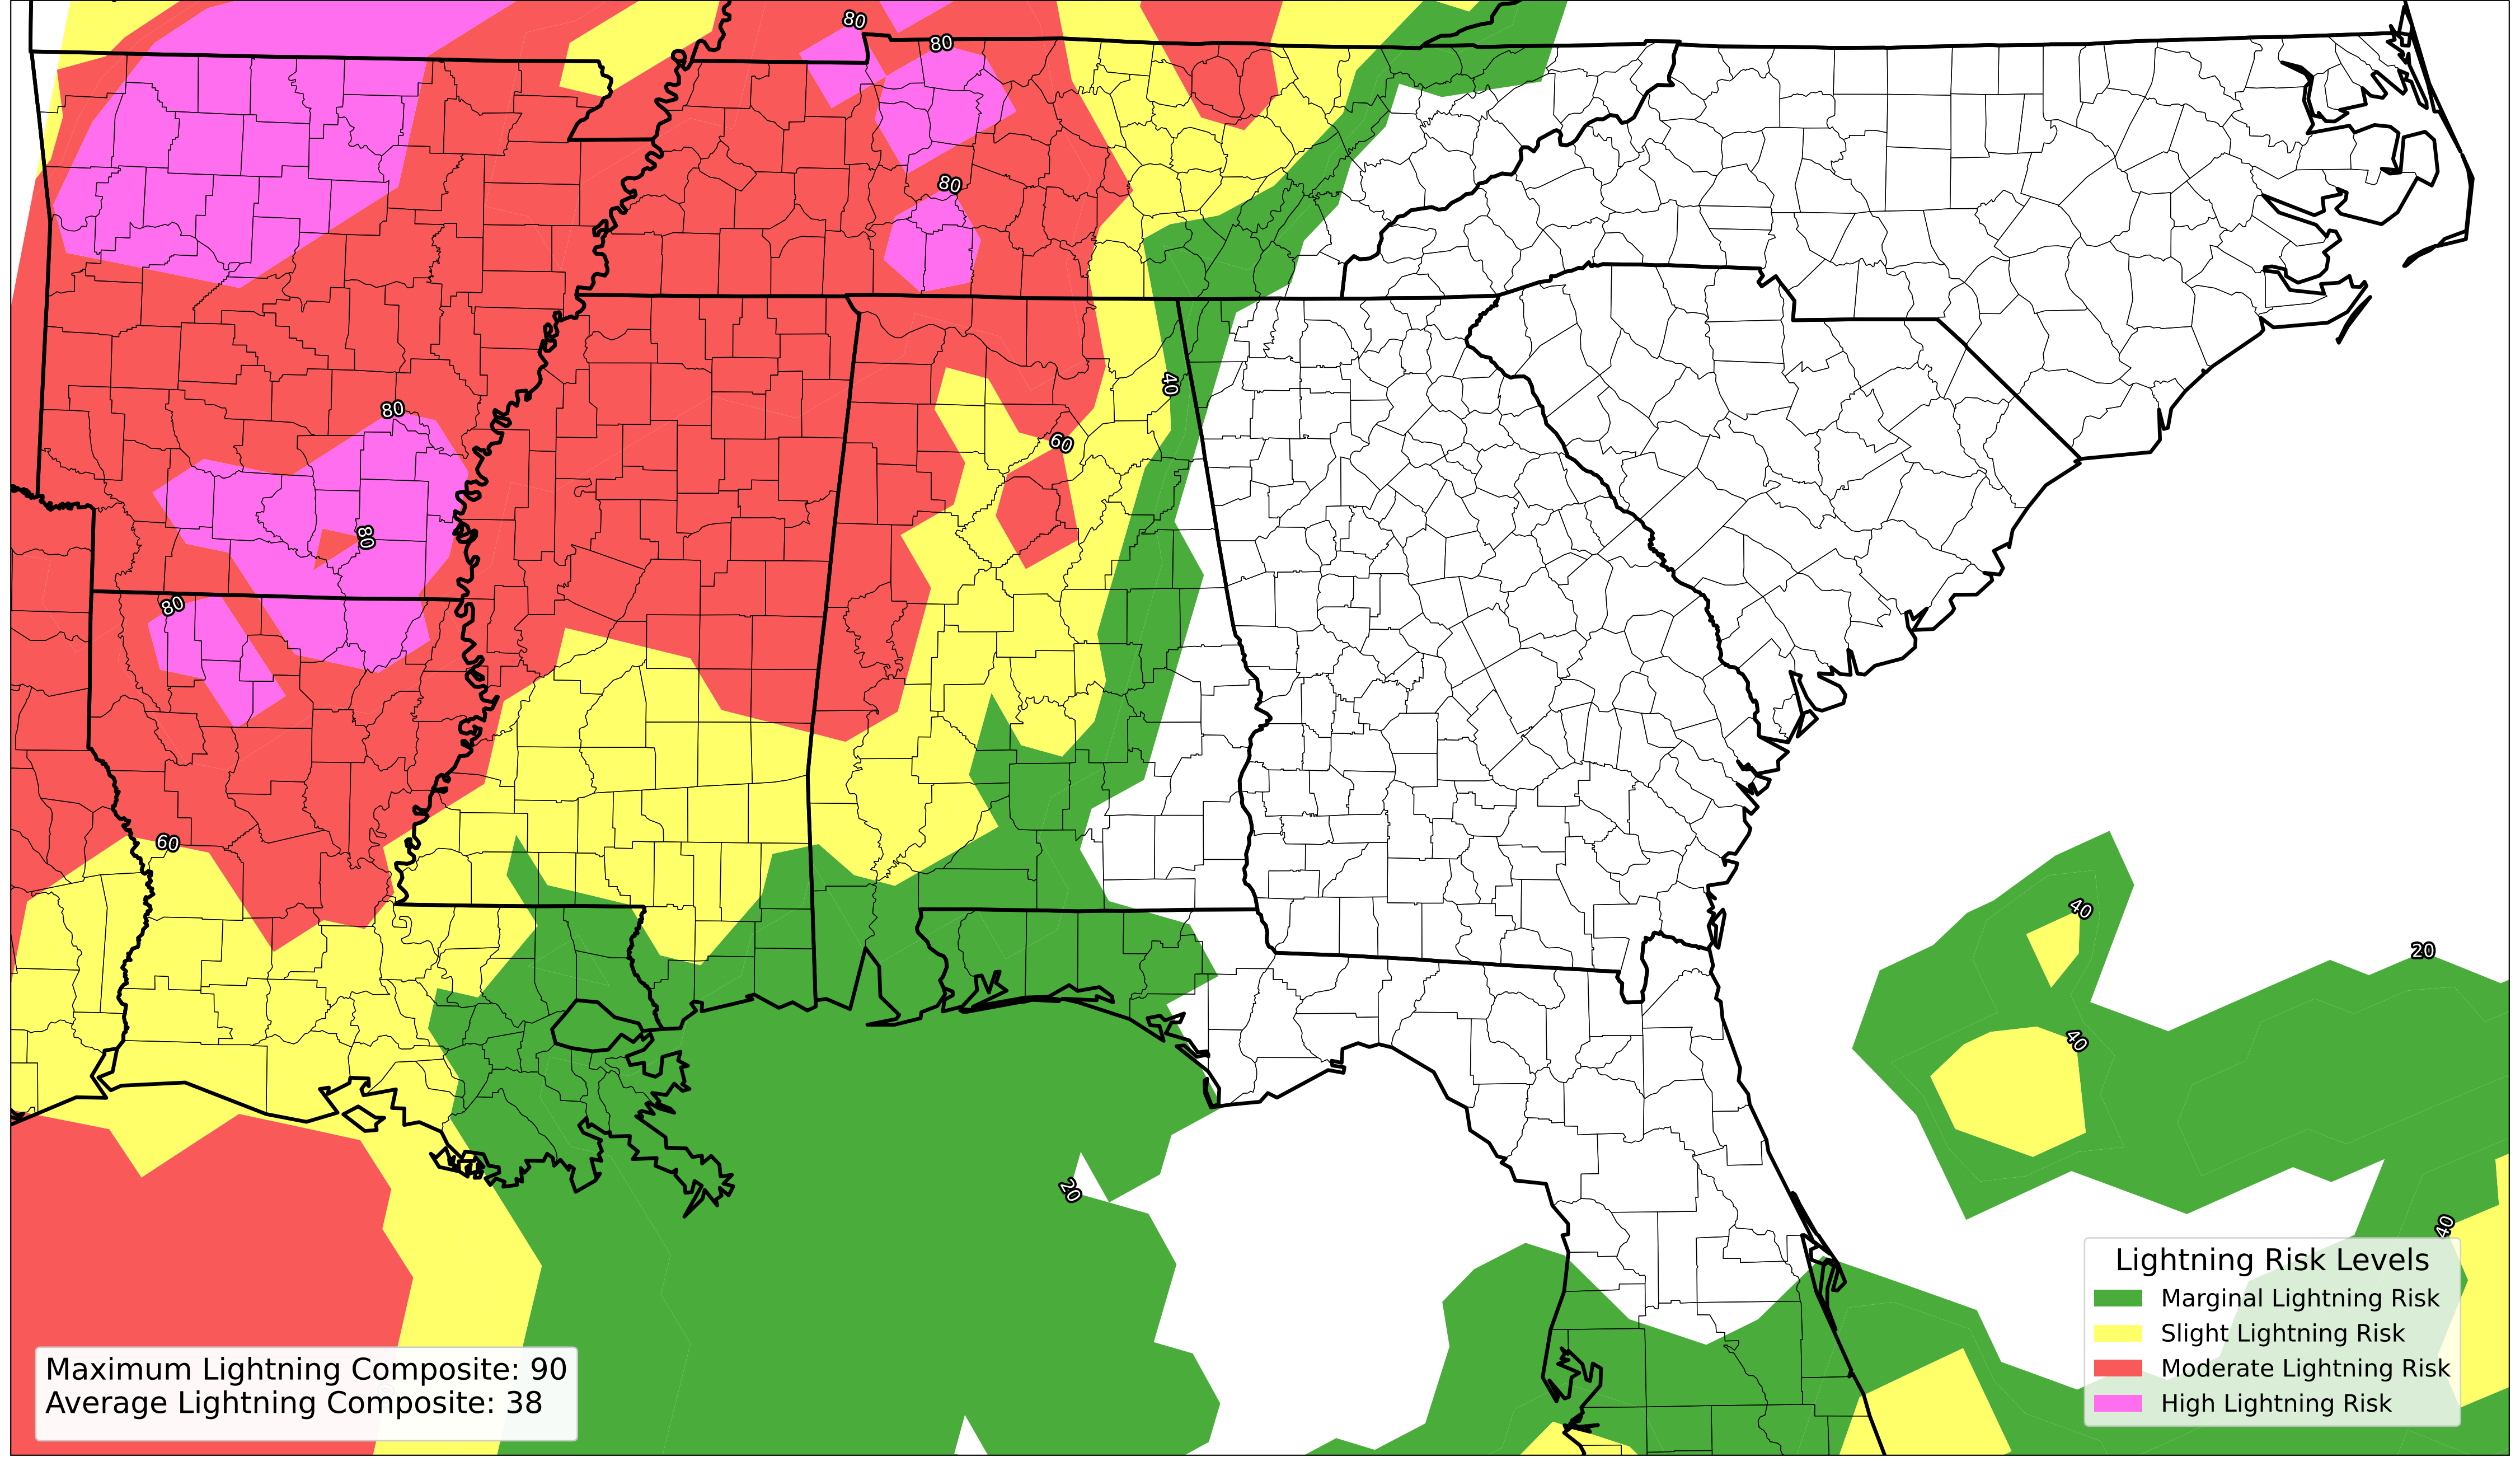 80
80
80
40
80
60
80
80
60
40
20
40
20
40
Lightning Risk Levels
Marginal Lightning Risk
Slight Lightning Risk
Moderate Lightning Risk
High Lightning Risk
Maximum Lightning Composite: 90
Average Lightning Composite: 38